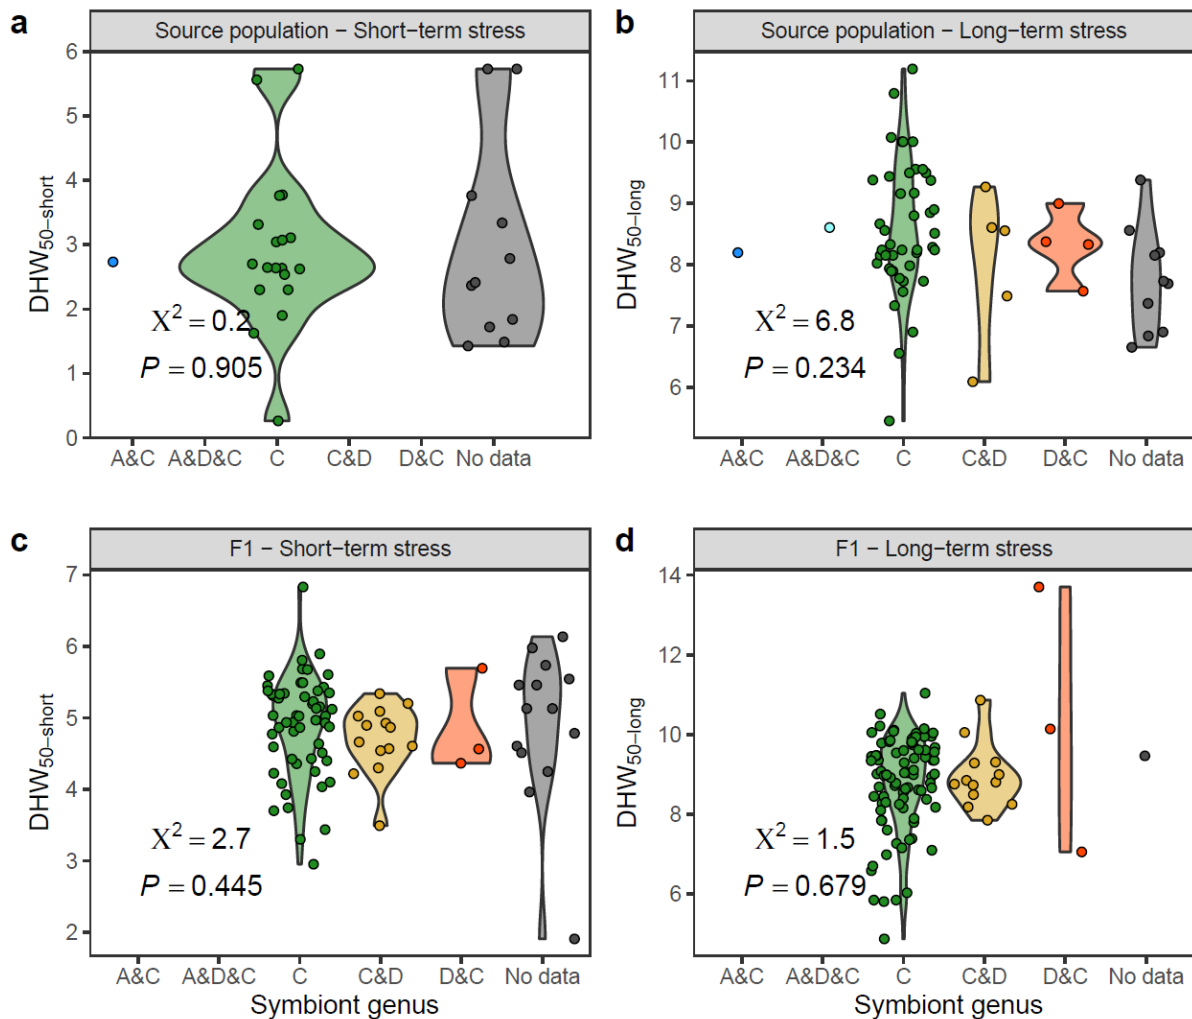 a
Source population − Short−term stress
DHW50−short
6
5
4
3
2
1
0
X2 = 0.2
P = 0.905
A&C A&D&C C C&D D&C No data
b
Source population − Long−term stress
DHW50−long
11
10
9
8
7
6
X2 = 6.8
P = 0.234
A&C A&D&C C C&D D&C No data
c
F1 − Short−term stress
DHW50−short
7
6
5
4
3
2
X2 = 2.7
P = 0.445
A&C A&D&C C C&D D&C No data
Symbiont genus
d
F1 − Long−term stress
DHW50−long
14
12
10
8
6
X2 = 1.5
P = 0.679
A&C A&D&C C C&D D&C No data
Symbiont genus